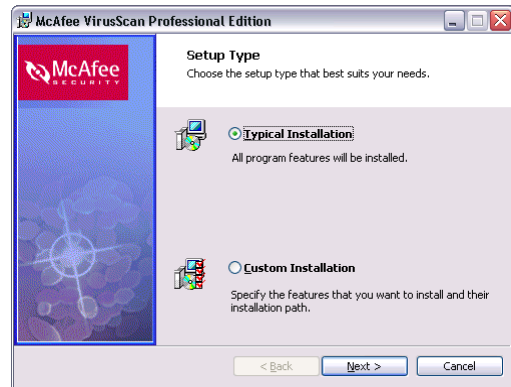 McAfee VirusScan Professional Edition
McAfee
SECURITY
Setup Type
Choose the setup type that best suits your needs.
Typical Installation
All program features will be installed.
Custom Installation
Specify the features that you want to install and their
installation path.
< Back
Next >
Cancel